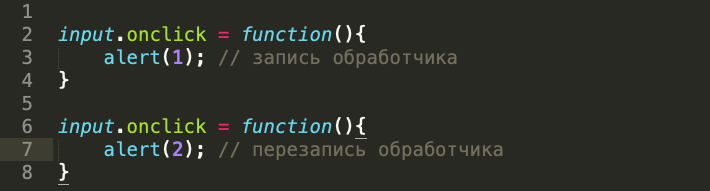 1
2 input.onclick = function(){
3     alert(1); // запись обработчика
4 }
5
6 input.onclick = function(){
7     alert(2); // перезапись обработчика
8 }